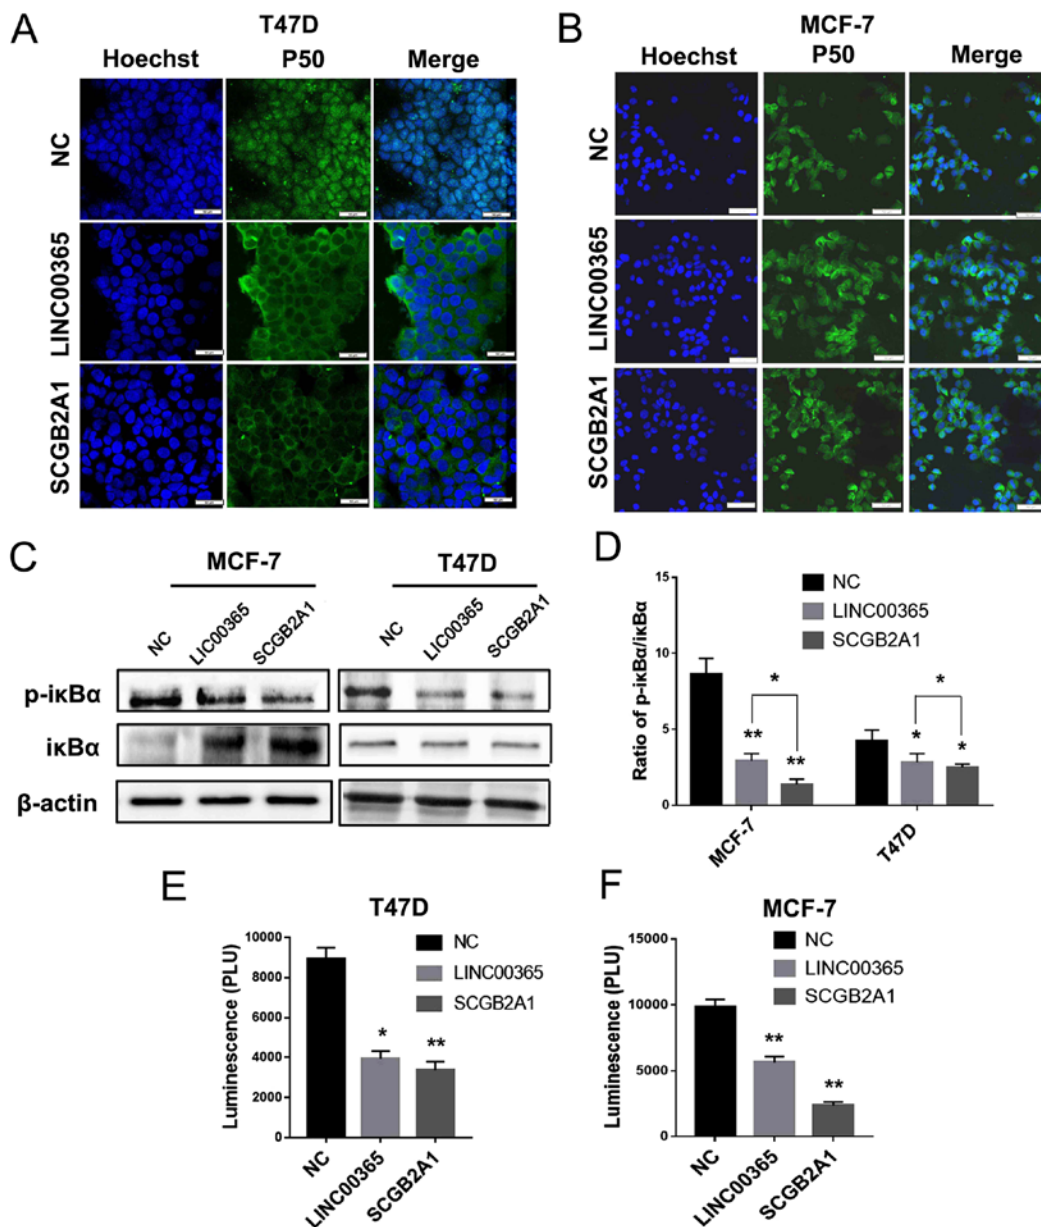 A
T47D
Hoechst P50 Merge
NC
LINC00365
SCGB2A1
B
MCF-7
Hoechst P50 Merge
NC
LINC00365
SCGB2A1
C
MCF-7 T47D
NC LIC00365 SCGB2A1 NC LIC00365 SCGB2A1
p-iκBα
iκBα
β-actin
D
Ratio of p-iκBα/iκBα
15
10
5
0
NC
LINC00365
SCGB2A1
** ** * * * *
MCF-7 T47D
E
T47D
Luminescence (PLU)
10000
8000
6000
4000
2000
0
NC
LINC00365
SCGB2A1
* **
NC LINC00365 SCGB2A1
F
MCF-7
Luminescence (PLU)
15000
10000
5000
0
NC
LINC00365
SCGB2A1
** **
NC LINC00365 SCGB2A1